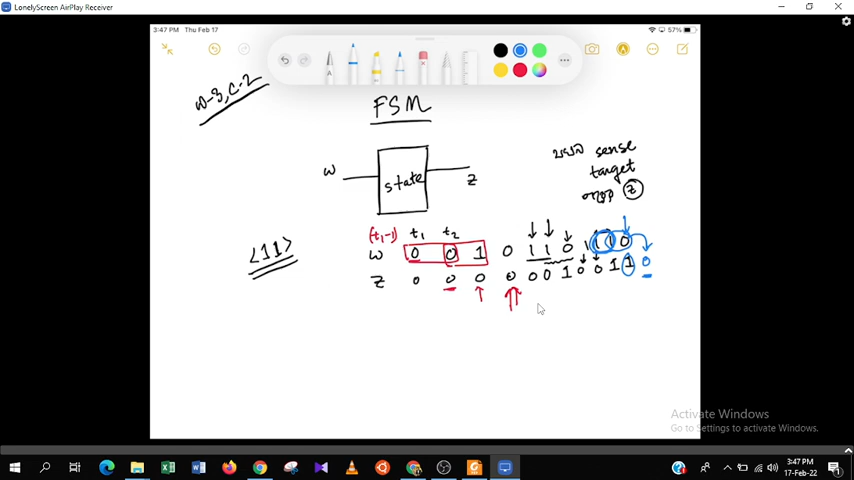 LonelyScreen AirPlay Receiver
3:47 PM Thu Feb 17
57%
W-3, C-2
FSM
w
state
z
sense
target
z
<11>
(t₁-1) t₁ t₂
w 0 0 1 0 1 1 0 1 1 1 0
z 0 0 0 0 0 0 1 0 0 1 1 0
Activate Windows
Go to Settings to activate Windows.
3:47 PM
17-Feb-22